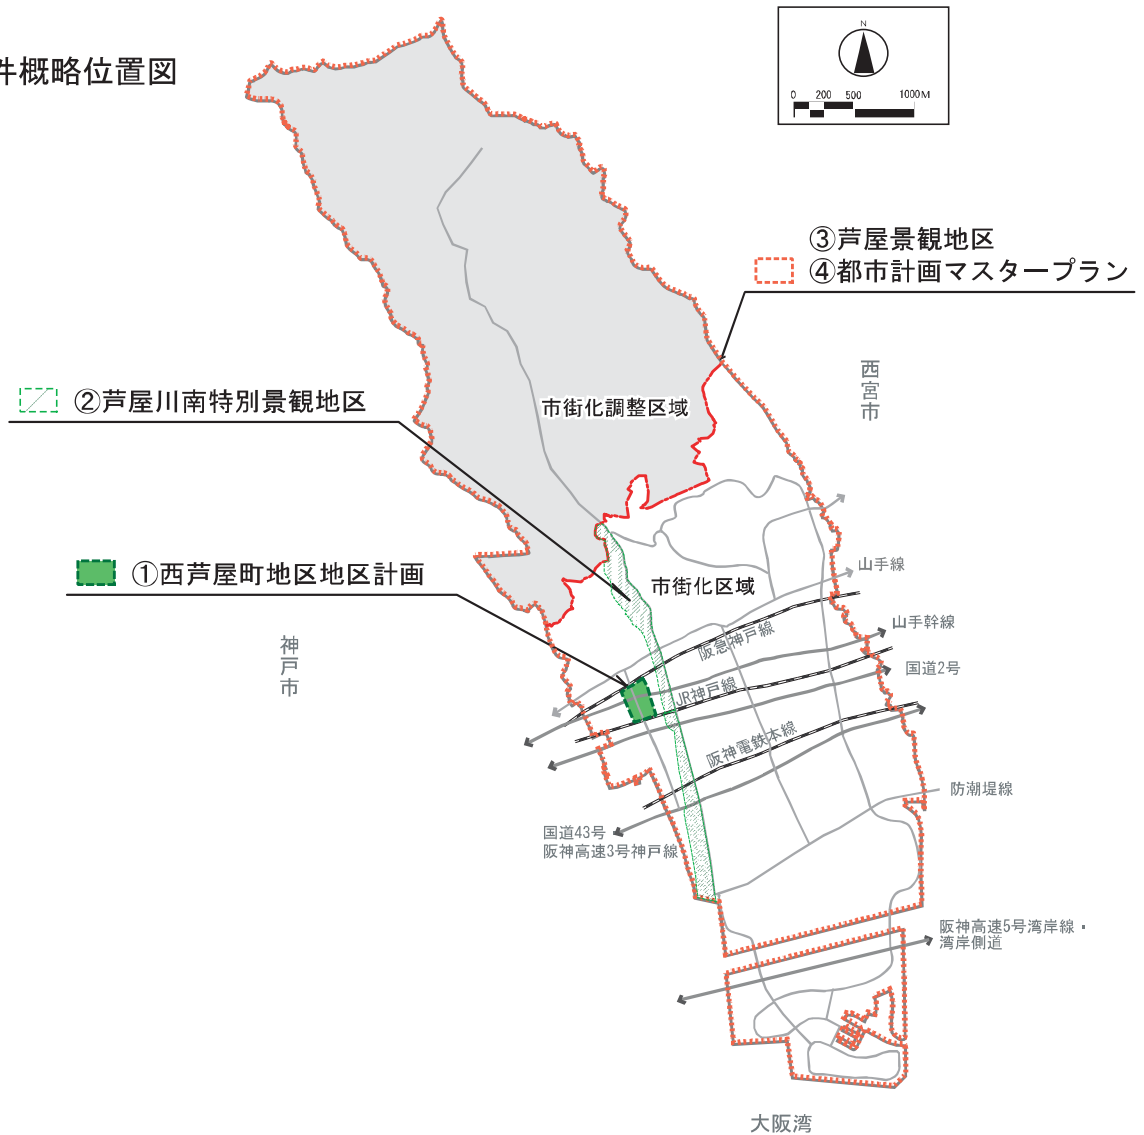 件概略位置図
N
0 200 500 1000M
③芦屋景観地区
④都市計画マスタープラン
西宮市
②芦屋川南特別景観地区
市街化調整区域
①西芦屋町地区地区計画
市街化区域
山手線
神戸市
阪急神戸線
山手幹線
国道2号
JR神戸線
阪神電鉄本線
防潮堤線
国道43号
阪神高速3号神戸線
阪神高速5号湾岸線・
湾岸側道
大阪湾